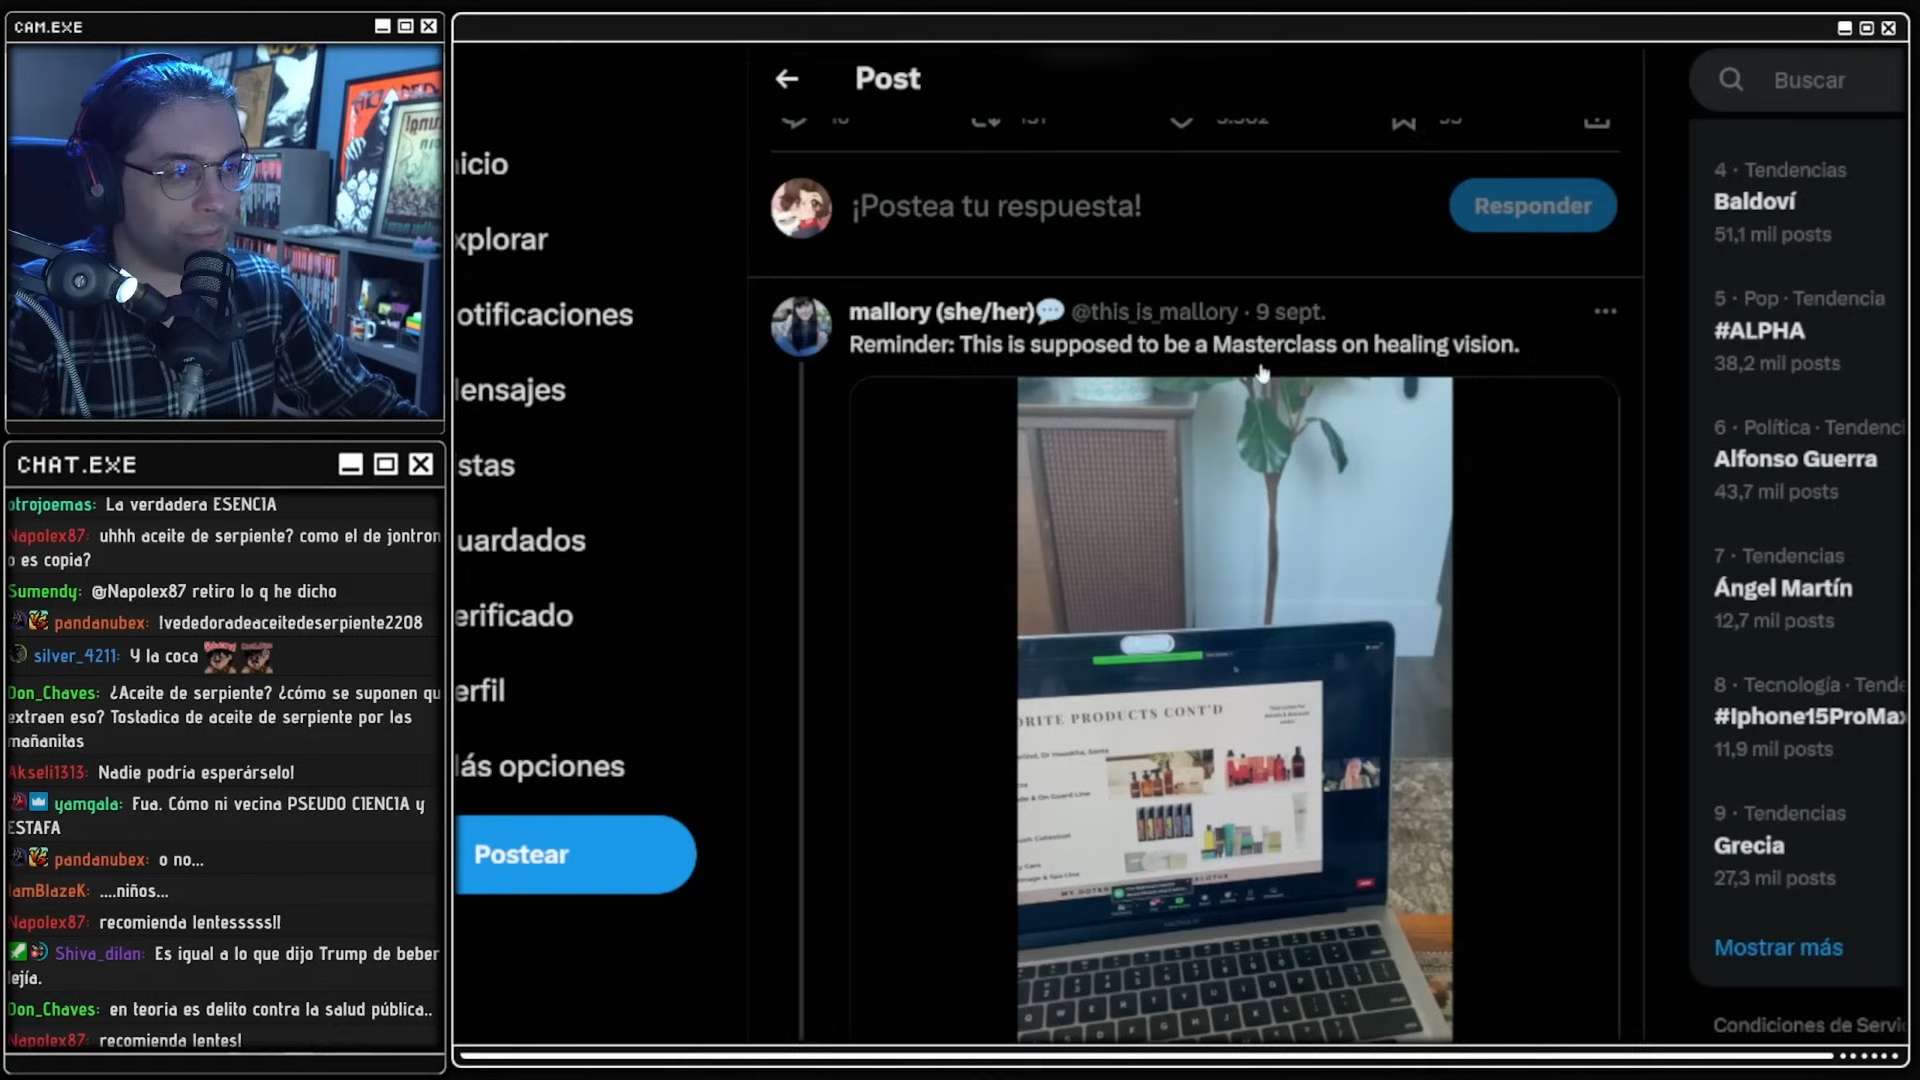 CAM.EXE
CHAT.EXE
otrojoemas: La verdadera ESENCIA
Napolex87: uhhh aceite de serpiente? como el de jontron
o es copia?
Sumendy: @Napolex87 retiro lo q he dicho
pandanubex: !vededoradeaceitedeserpiente2208
silver_4211: Y la coca
Don_Chaves: ¿Aceite de serpiente? ¿cómo se suponen qu
extraen eso? Tostadica de aceite de serpiente por las
mañanitas
Akseli1313: Nadie podría esperárselo!
yamgala: Fua. Cómo ni vecina PSEUDO CIENCIA y
ESTAFA
pandanubex: o no...
IamBlazeK: ....niños...
Napolex87: recomienda lentesssss!!
Shiva_dilan: Es igual a lo que dijo Trump de beber
lejía.
Don_Chaves: en teoria es delito contra la salud pública..
Napolex87: recomienda lentes!
nicio
xplorar
otificaciones
ensajes
istas
uardados
erificado
erfil
ás opciones
Postear
Post
¡Postea tu respuesta!
Responder
mallory (she/her) @this_is_mallory · 9 sept.
Reminder: This is supposed to be a Masterclass on healing vision.
ORITE PRODUCTS CONT'D
Buscar
4 · Tendencias
Baldoví
51,1 mil posts
5 · Pop · Tendencia
#ALPHA
38,2 mil posts
6 · Política · Tendenci
Alfonso Guerra
43,7 mil posts
7 · Tendencias
Ángel Martín
12,7 mil posts
8 · Tecnología · Tende
#Iphone15ProMax
11,9 mil posts
9 · Tendencias
Grecia
27,3 mil posts
Mostrar más
Condiciones de Servi